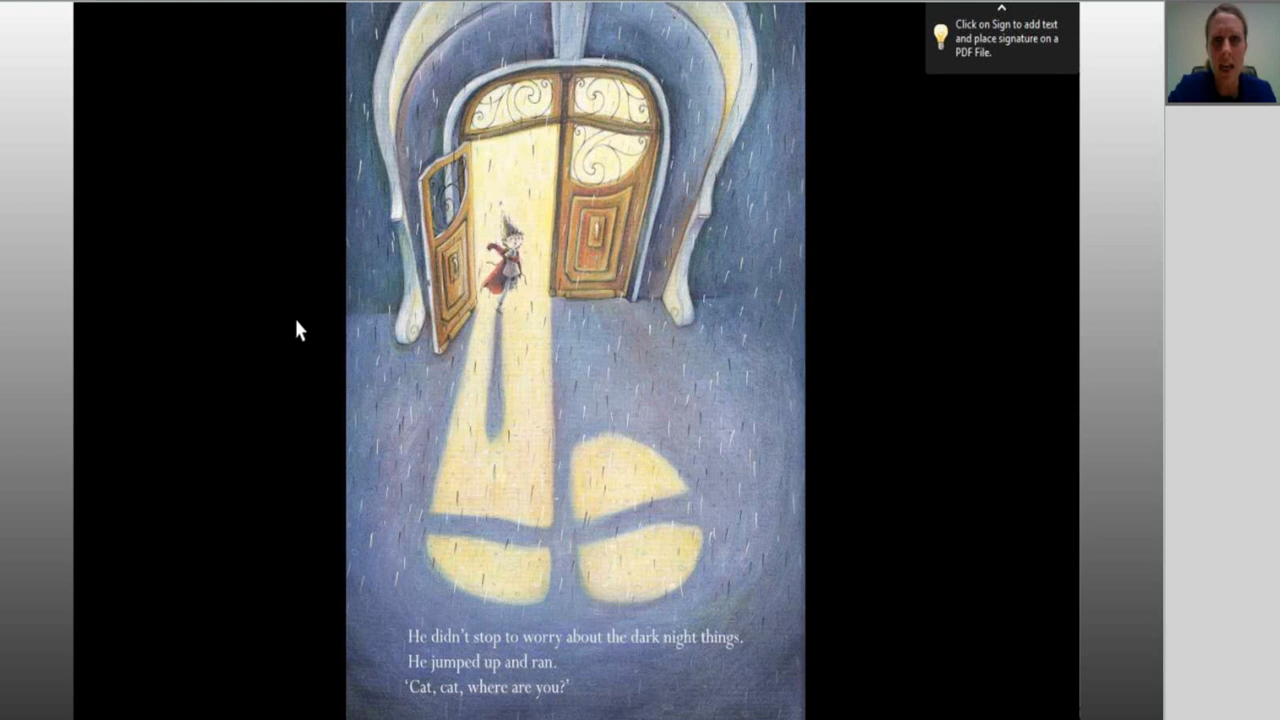 Click on Sign to add text
and place signature on a
PDF File.
He didn't stop to worry about the dark night things.
He jumped up and ran.
'Cat, cat, where are you?'